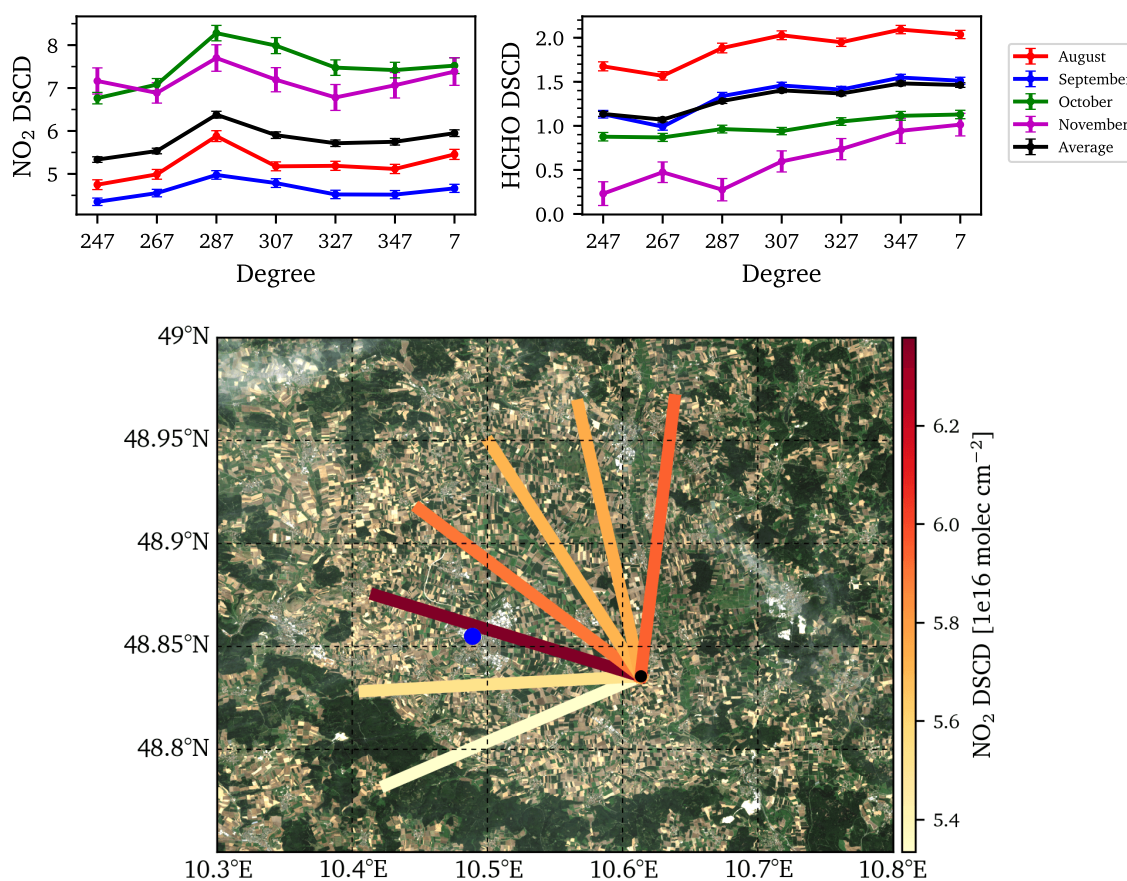 NO₂ DSCD
8
7
6
5
247 267 287 307 327 347 7
Degree
HCHO DSCD
2.0
1.5
1.0
0.5
0.0
247 267 287 307 327 347 7
Degree
August
September
October
November
Average
49°N
48.95°N
48.9°N
48.85°N
48.8°N
10.3°E 10.4°E 10.5°E 10.6°E 10.7°E 10.8°E
6.2
6.0
5.8
5.6
5.4
NO₂ DSCD [1e16 molec cm⁻²]